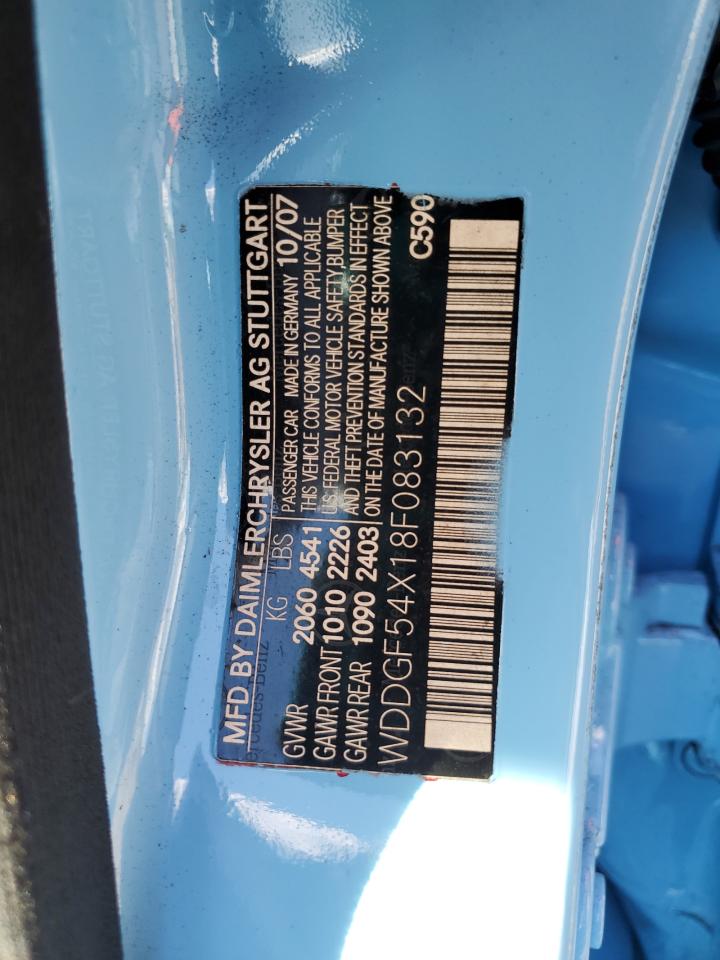 MFD BY DAIMLERCHRYSLER AG STUTTGART
KG LBS
GVWR 2060 4541
GAWR FRONT 1010 2226
GAWR REAR 1090 2403
PASSENGER CAR MADE IN GERMANY 10/07
THIS VEHICLE CONFORMS TO ALL APPLICABLE
U.S. FEDERAL MOTOR VEHICLE SAFETY, BUMPER
AND THEFT PREVENTION STANDARDS IN EFFECT
ON THE DATE OF MANUFACTURE SHOWN ABOVE
WDDGF54X18F083132
C590